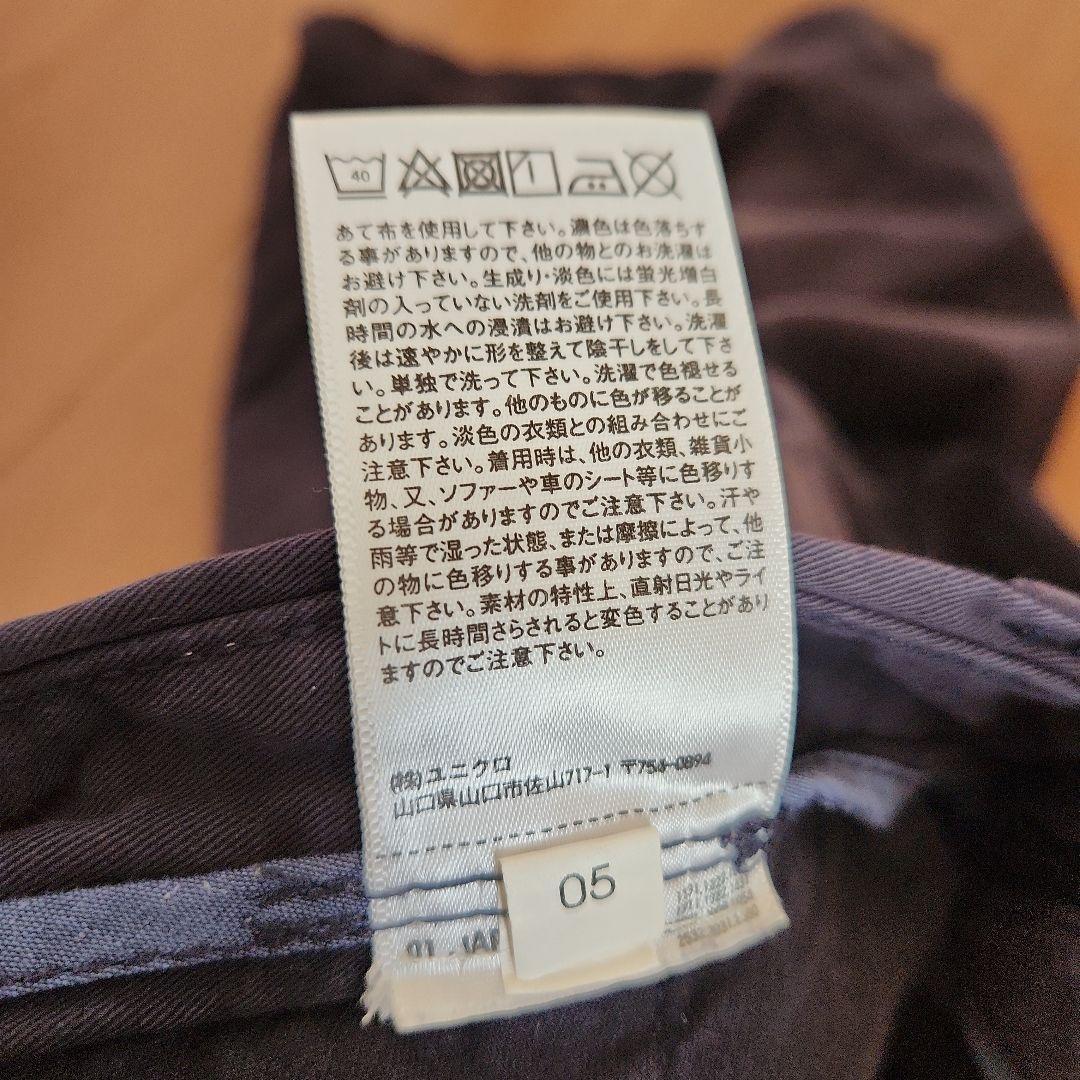 40
あて布を使用して下さい。濃色は色落ちす
る事がありますので、他の物とのお洗濯は
お避け下さい。生成り・淡色には蛍光増白
剤の入っていない洗剤をご使用下さい。長
時間の水への浸漬はお避け下さい。洗濯
後は速やかに形を整えて陰干しをして下さ
い。単独で洗って下さい。洗濯で色褪せる
ことがあります。他のものに色が移ることが
あります。淡色の衣類との組み合わせにご
注意下さい。着用時は、他の衣類、雑貨小
物、又、ソファーや車のシート等に色移りす
る場合がありますのでご注意下さい。汗や
雨等で湿った状態、または摩擦によって、他
の物に色移りする事がありますので、ご注
意下さい。素材の特性上、直射日光やライ
トに長時間さらされると変色することがあり
ますのでご注意下さい。
(株)ユニクロ
山口県山口市佐山717-1 〒754-0894
05